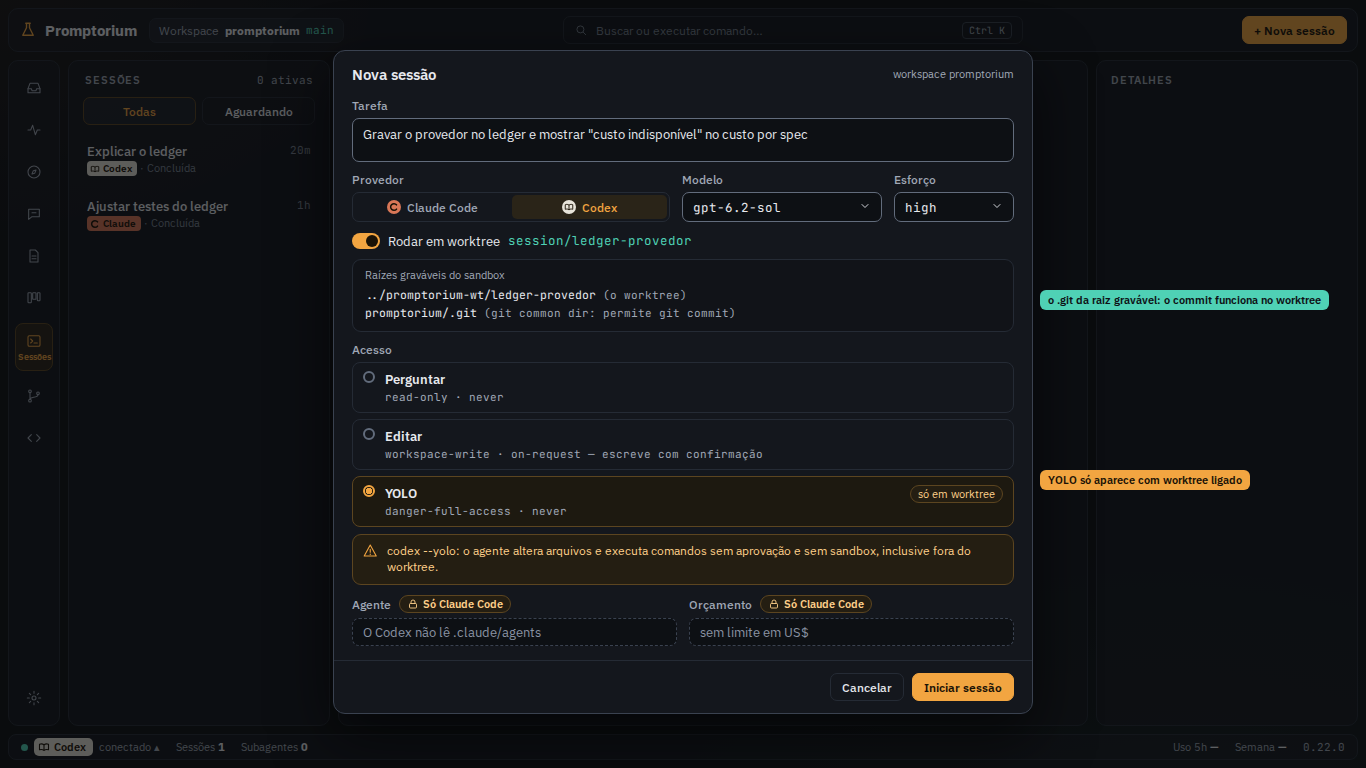 Promptorium
Workspace promptorium main
Buscar ou executar comando...
Ctrl K
+ Nova sessão
SESSÕES
0 ativas
Todas
Aguardando
Explicar o ledger
20m
Codex · Concluída
Ajustar testes do ledger
1h
Claude · Concluída
Sessões
DETALHES
Nova sessão
workspace promptorium
Tarefa
Gravar o provedor no ledger e mostrar "custo indisponível" no custo por spec
Provedor
Modelo
Esforço
Claude Code
Codex
gpt-6.2-sol
high
Rodar em worktree session/ledger-provedor
Raízes graváveis do sandbox
../promptorium-wt/ledger-provedor (o worktree)
promptorium/.git (git common dir: permite git commit)
o .git da raiz gravável: o commit funciona no worktree
Acesso
Perguntar
read-only · never
Editar
workspace-write · on-request — escreve com confirmação
YOLO
só em worktree
danger-full-access · never
YOLO só aparece com worktree ligado
codex --yolo: o agente altera arquivos e executa comandos sem aprovação e sem sandbox, inclusive fora do
worktree.
Agente
Só Claude Code
Orçamento
Só Claude Code
O Codex não lê .claude/agents
sem limite em US$
Cancelar
Iniciar sessão
Codex
conectado ▴
Sessões 1
Subagentes 0
Uso 5h —
Semana —
0.22.0